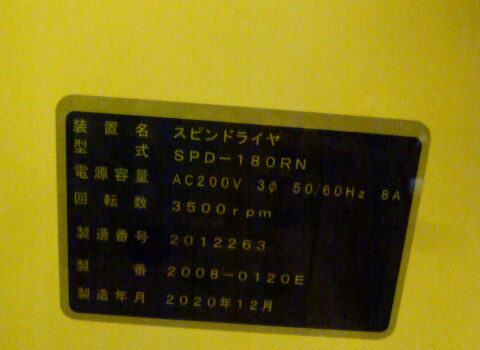 装置名 スピンドライヤ
型式 SPD-180RN
電源容量 AC200V 3φ 50/60Hz 8A
回転数 3500rpm
製造番号 2012263
製番 2008-0120E
製造年月 2020年12月